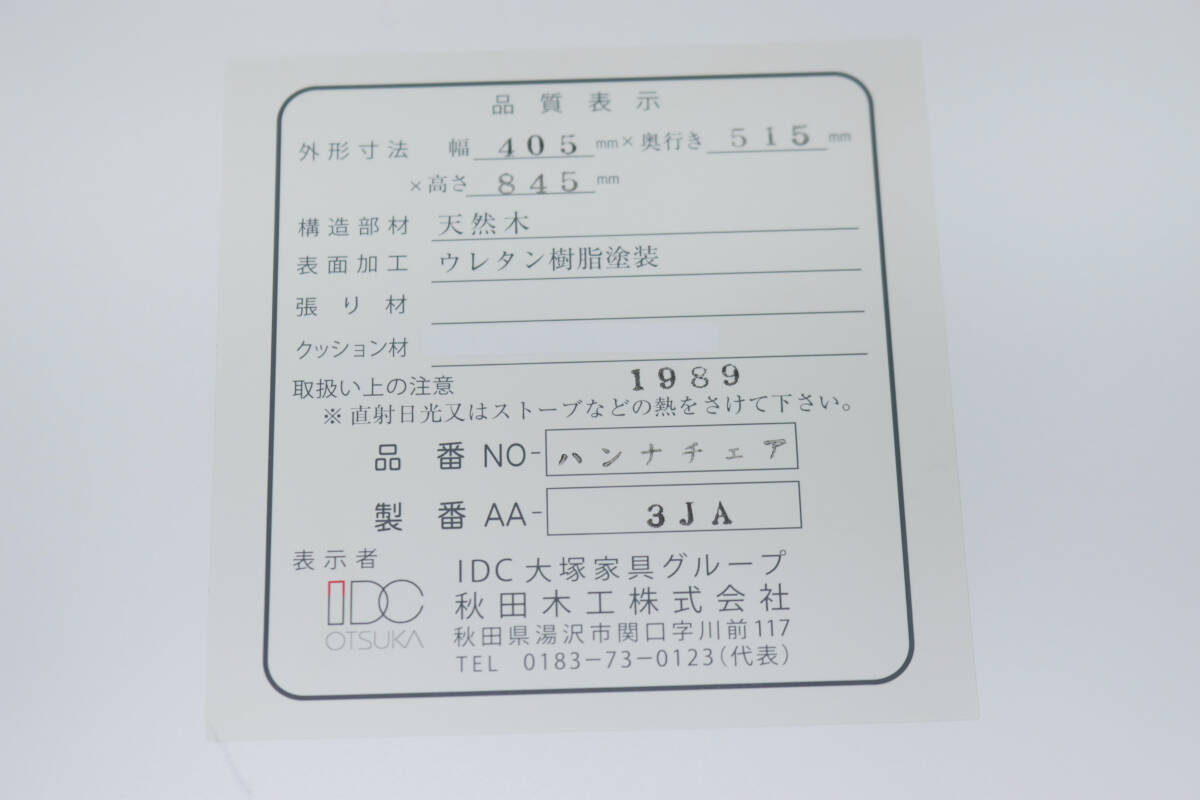 品質表示
外形寸法 幅 405 mm × 奥行き 515 mm
× 高さ 845 mm
構造部材 天然木
表面加工 ウレタン樹脂塗装
張り材
クッション材
取扱い上の注意 1989
※ 直射日光又はストーブなどの熱をさけて下さい。
品番 NO- ハンナチェア
製番 AA- 3JA
表示者
IDC OTSUKA
IDC 大塚家具グループ
秋田木工株式会社
秋田県湯沢市関口字川前117
TEL 0183-73-0123(代表)